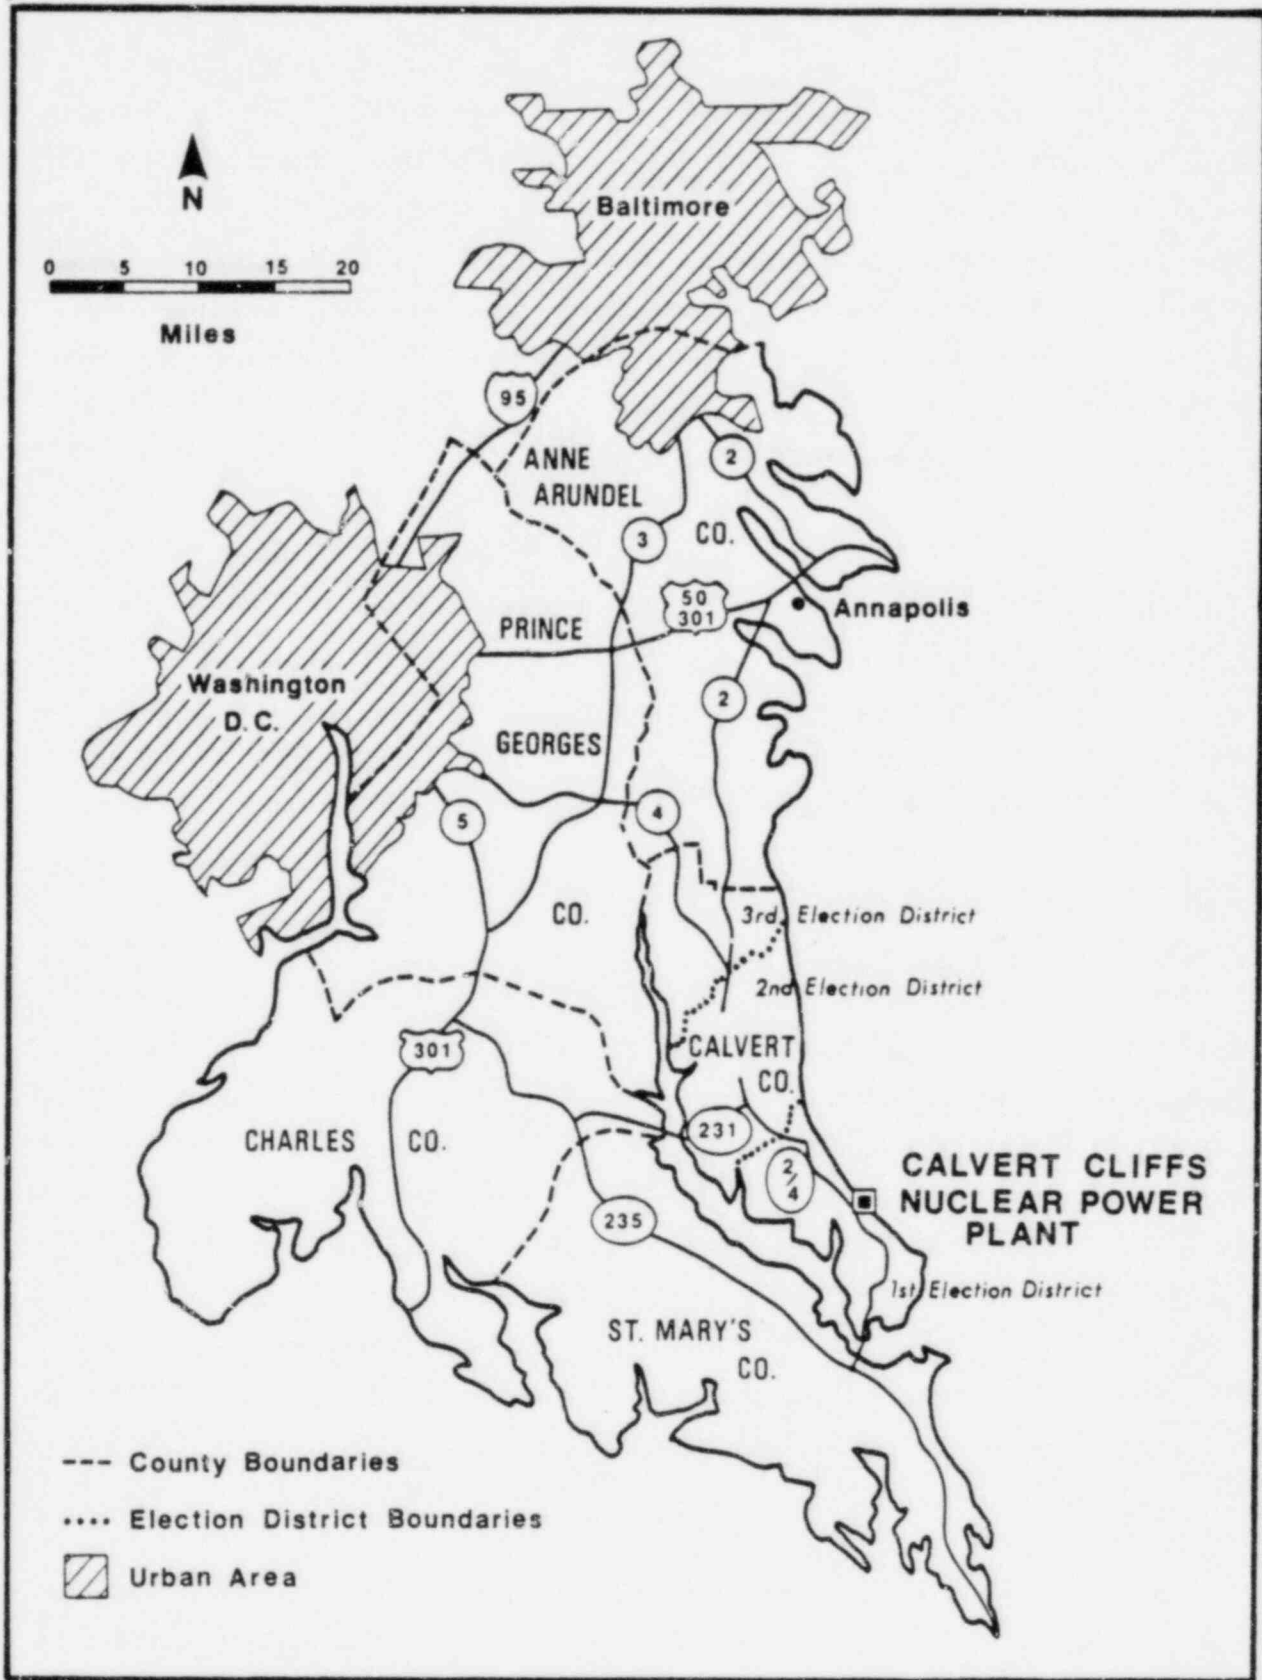 N
0 5 10 15 20
Miles
Baltimore
95
ANNE
ARUNDEL
2
3
CO.
50
301
Annapolis
PRINCE
Washington
D.C.
2
GEORGES
5
4
CO.
3rd Election District
2nd Election District
301
CALVERT
CO.
CHARLES CO.
231
2/4
CALVERT CLIFFS
NUCLEAR POWER
PLANT
235
1st Election District
ST. MARY'S
CO.
County Boundaries
Election District Boundaries
Urban Area